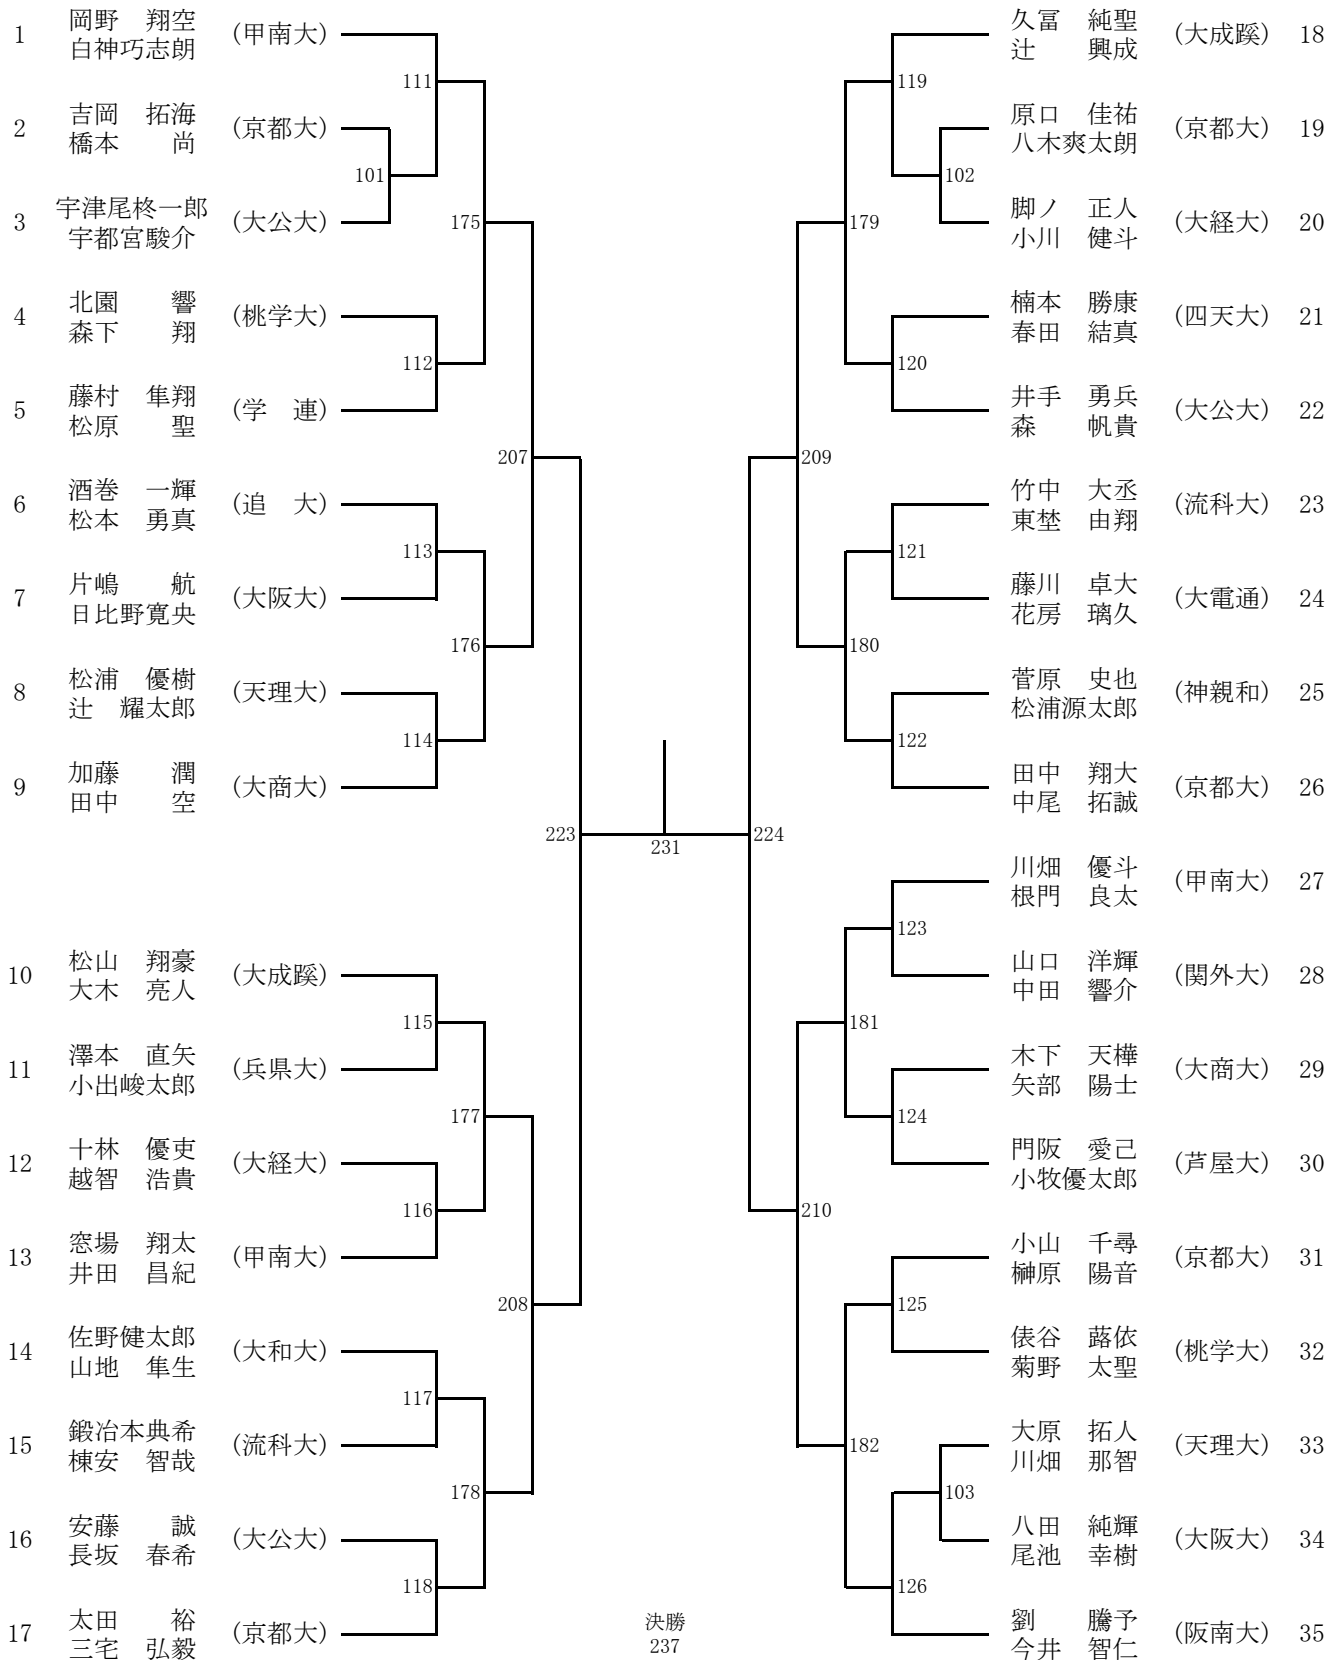 1 岡野　翔空 (甲南大)
白神巧志朗
2 吉岡　拓海 (京都大)
橋本　　尚
3 宇津尾柊一郎 (大公大)
宇都宮駿介
4 北園　　響 (桃学大)
森下　　翔
5 藤村　隼翔 (学　連)
松原　　聖
6 酒巻　一輝 (追　大)
松本　勇真
7 片嶋　　航 (大阪大)
日比野寛央
8 松浦　優樹 (天理大)
辻　耀太郎
9 加藤　　潤 (大商大)
田中　　空
10 松山　翔豪 (大成蹊)
大木　亮人
11 澤本　直矢 (兵県大)
小出峻太郎
12 十林　優吏 (大経大)
越智　浩貴
13 窓場　翔太 (甲南大)
井田　昌紀
14 佐野健太郎 (大和大)
山地　隼生
15 鍛冶本典希 (流科大)
棟安　智哉
16 安藤　　誠 (大公大)
長坂　春希
17 太田　　裕 (京都大)
三宅　弘毅
111
101
175
112
207
113
176
114
223
115
177
116
208
117
178
118
231
決勝
237
119
102
179
120
209
121
180
122
224
123
181
124
210
125
182
103
126
久冨　純聖 (大成蹊) 18
辻　　興成
原口　佳祐 (京都大) 19
八木爽太朗
脚ノ　正人 (大経大) 20
小川　健斗
楠本　勝康 (四天大) 21
春田　結真
井手　勇兵 (大公大) 22
森　　帆貴
竹中　大丞 (流科大) 23
東埜　由翔
藤川　卓大 (大電通) 24
花房　璃久
菅原　史也 (神親和) 25
松浦源太郎
田中　翔大 (京都大) 26
中尾　拓誠
川畑　優斗 (甲南大) 27
根門　良太
山口　洋輝 (関外大) 28
中田　響介
木下　天樺 (大商大) 29
矢部　陽士
門阪　愛己 (芦屋大) 30
小牧優太郎
小山　千尋 (京都大) 31
榊原　陽音
俵谷　蕗依 (桃学大) 32
菊野　太聖
大原　拓人 (天理大) 33
川畑　那智
八田　純輝 (大阪大) 34
尾池　幸樹
劉　　騰予 (阪南大) 35
今井　智仁